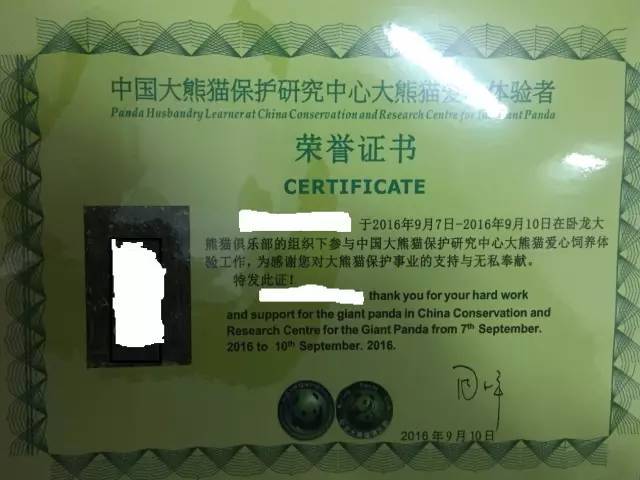 中国大熊猫保护研究中心大熊猫爱 体验者
Panda Husbandry Learner at China Conservation and Research Centre for the Giant Panda
荣誉证书
CERTIFICATE
于2016年9月7日-2016年9月10日在卧龙大
熊猫俱乐部的组织下参与中国大熊猫保护研究中心大熊猫爱心饲养体
验工作，为感谢您对大熊猫保护事业的支持与无私奉献。
特发此证！
thank you for your hard work
and support for the giant panda in China Conservation and
Research Centre for the Giant Panda from 7th September.
2016 to 10th September. 2016.
2016年9月10日